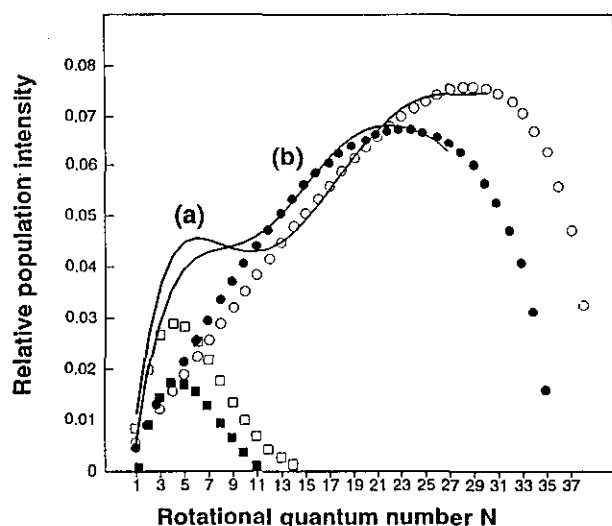 Relative population intensity
0.08
0.07
0.06
0.05
0.04
0.03
0.02
0.01
0
(a)
(b)
1 3 5 7 9 11 13 15 17 19 21 23 25 27 29 31 33 35 37
Rotational quantum number N